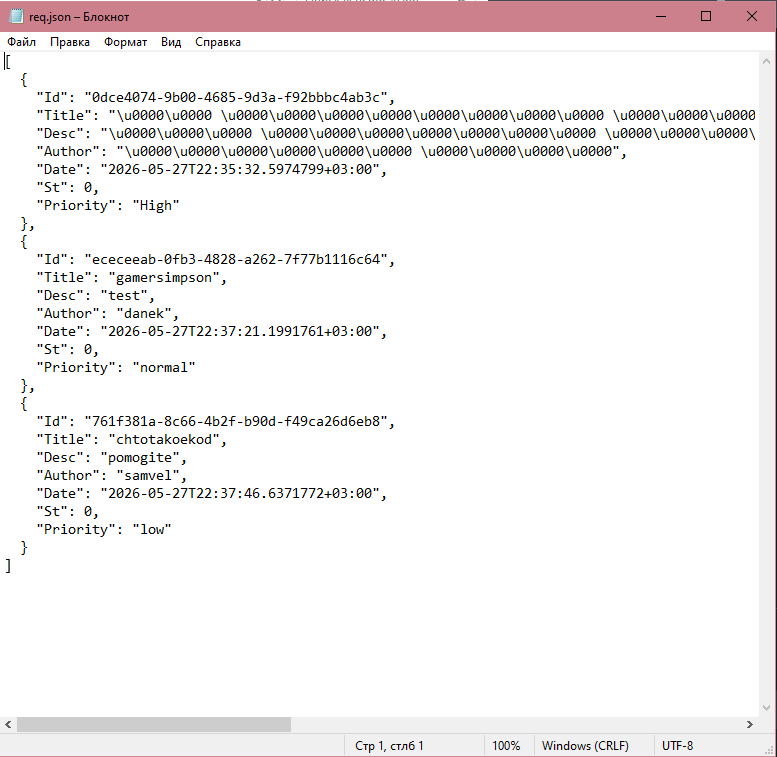 req.json – Блокнот
Файл Правка Формат Вид Справка
[
  {
    "Id": "0dce4074-9b00-4685-9d3a-f92bbbc4ab3c",
    "Title": "\u0000\u0000 \u0000\u0000\u0000\u0000\u0000\u0000\u0000\u0000 \u0000\u0000\u0000
    "Desc": "\u0000\u0000\u0000 \u0000\u0000\u0000\u0000\u0000\u0000\u0000 \u0000\u0000\u0000\
    "Author": "\u0000\u0000\u0000\u0000\u0000\u0000 \u0000\u0000\u0000\u0000",
    "Date": "2026-05-27T22:35:32.5974799+03:00",
    "St": 0,
    "Priority": "High"
  },
  {
    "Id": "ececeeab-0fb3-4828-a262-7f77b1116c64",
    "Title": "gamersimpson",
    "Desc": "test",
    "Author": "danek",
    "Date": "2026-05-27T22:37:21.1991761+03:00",
    "St": 0,
    "Priority": "normal"
  },
  {
    "Id": "761f381a-8c66-4b2f-b90d-f49ca26d6eb8",
    "Title": "chtotakoekod",
    "Desc": "pomogite",
    "Author": "samvel",
    "Date": "2026-05-27T22:37:46.6371772+03:00",
    "St": 0,
    "Priority": "low"
  }
]
Стр 1, стлб 1 100% Windows (CRLF) UTF-8